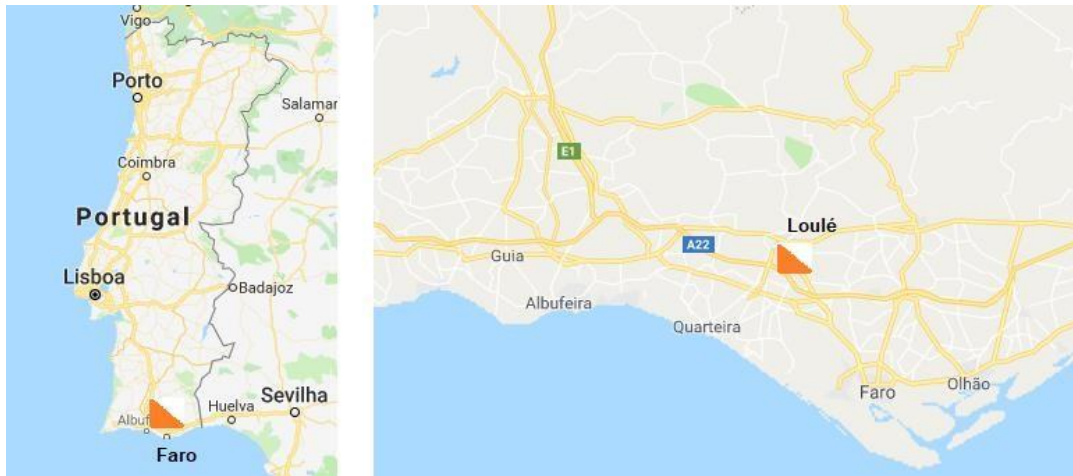 Vigo
Porto
Salamar
Coimbra
Portugal
Lisboa
Badajoz
Albuf
Huelva
Sevilha
Faro
E1
Loulé
A22
Guia
Albufeira
Quarteira
Faro
Olhão